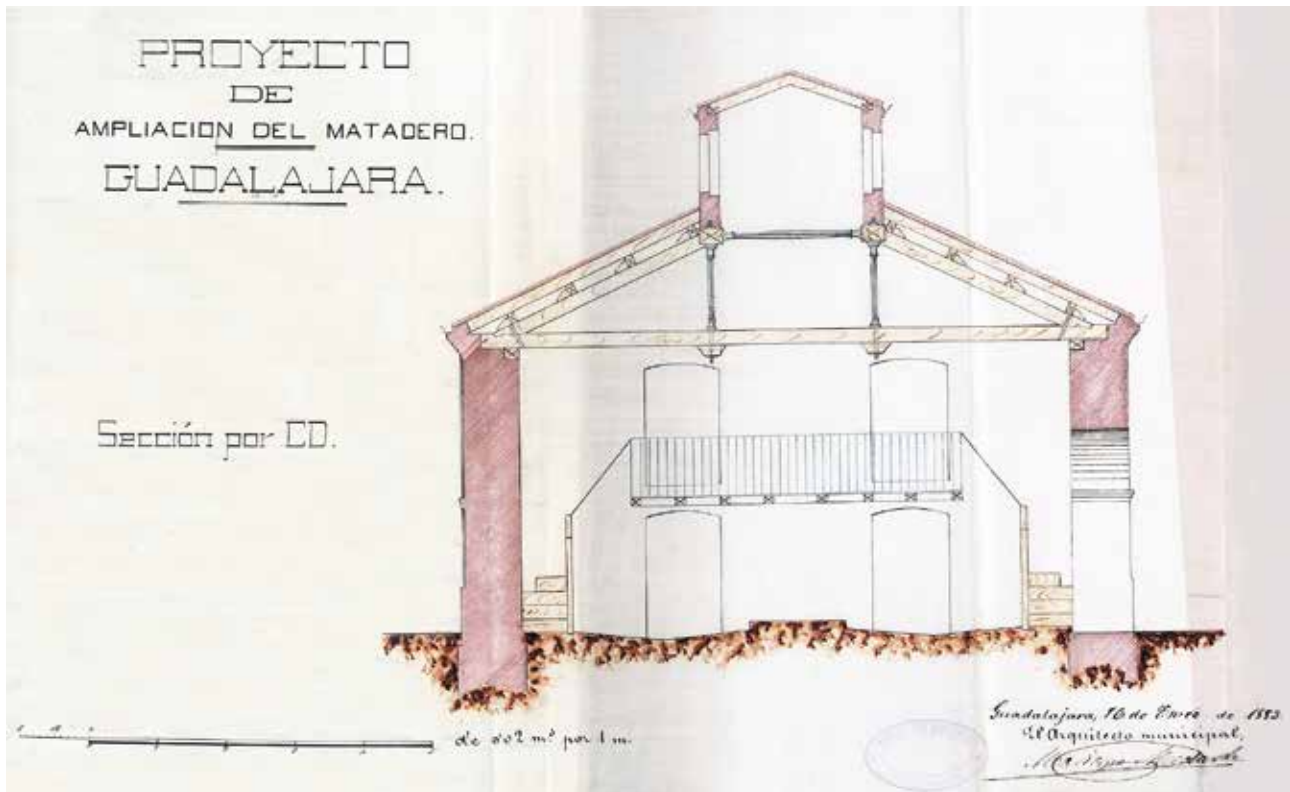 PROYECTO
DE
AMPLIACION DEL MATADERO.
GUADALAJARA.
Sección por CD.
de 0'02 m.s por 1 m.
Guadalajara, 16 de Enero de 1883
El Arquitecto municipal,